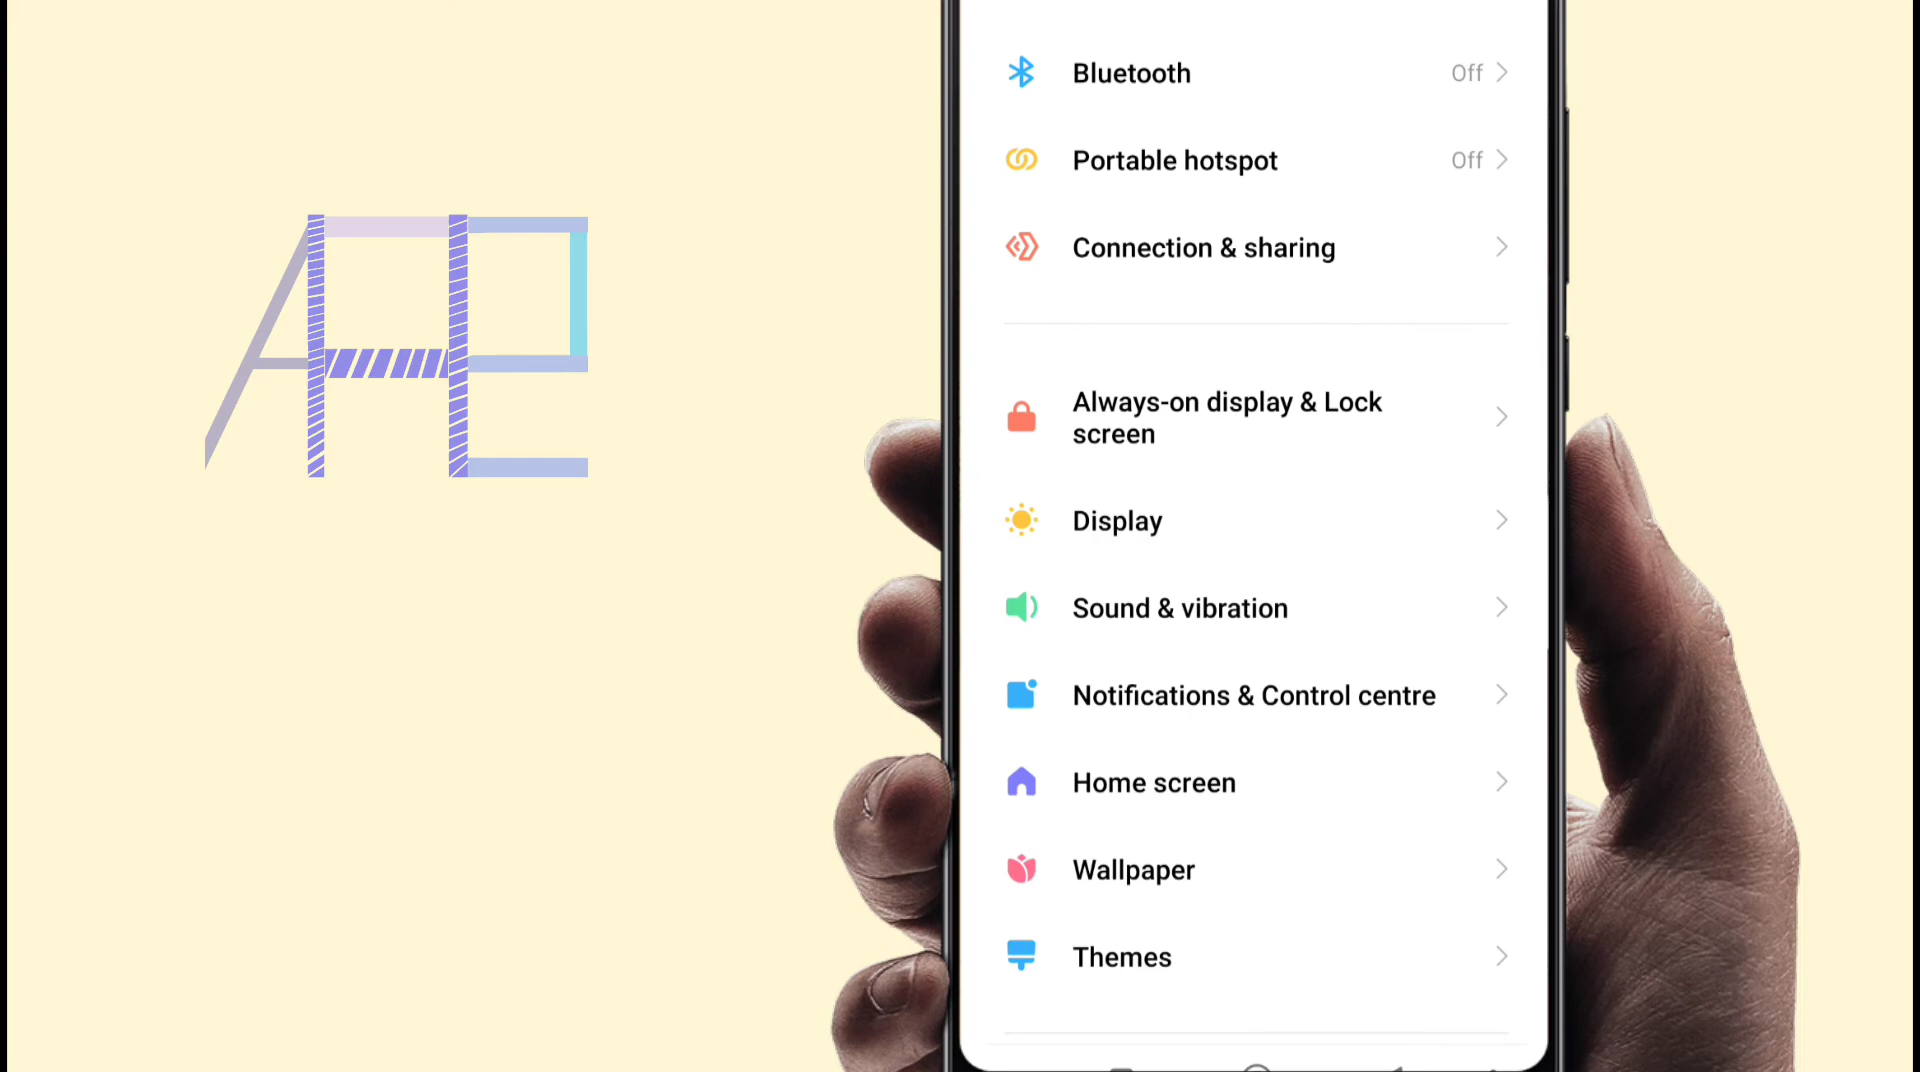 Bluetooth Off
Portable hotspot Off
Connection & sharing
Always-on display & Lock
screen
Display
Sound & vibration
Notifications & Control centre
Home screen
Wallpaper
Themes